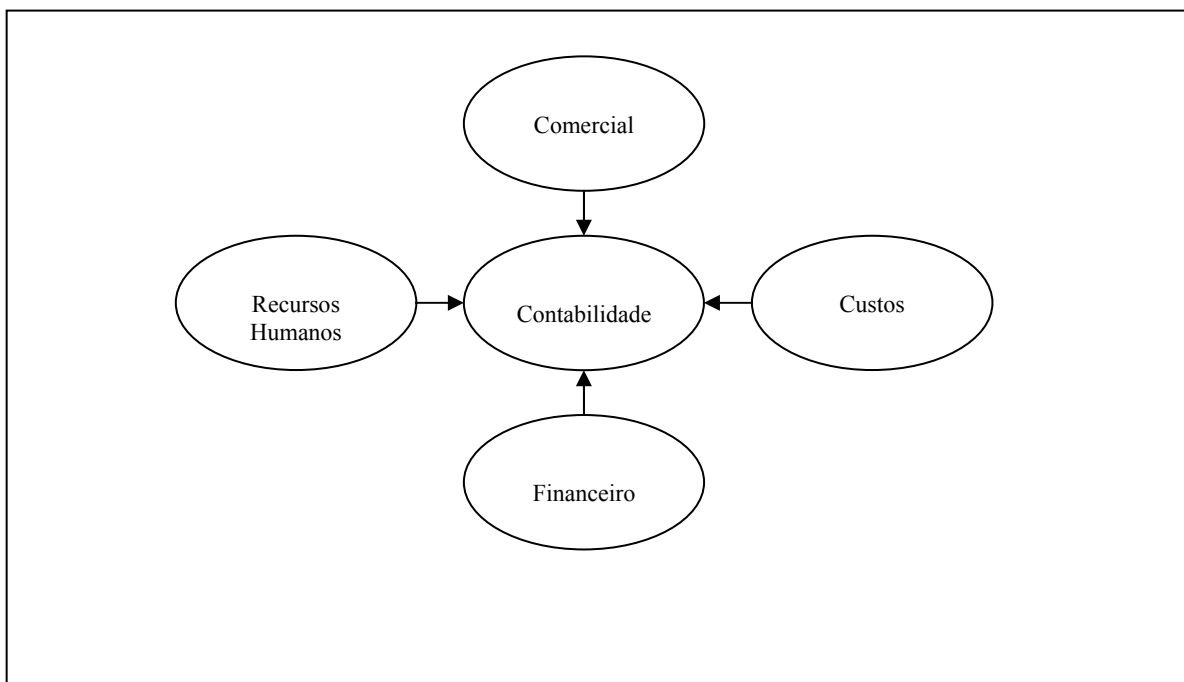 Comercial
Recursos
Humanos
Contabilidade
Custos
Financeiro